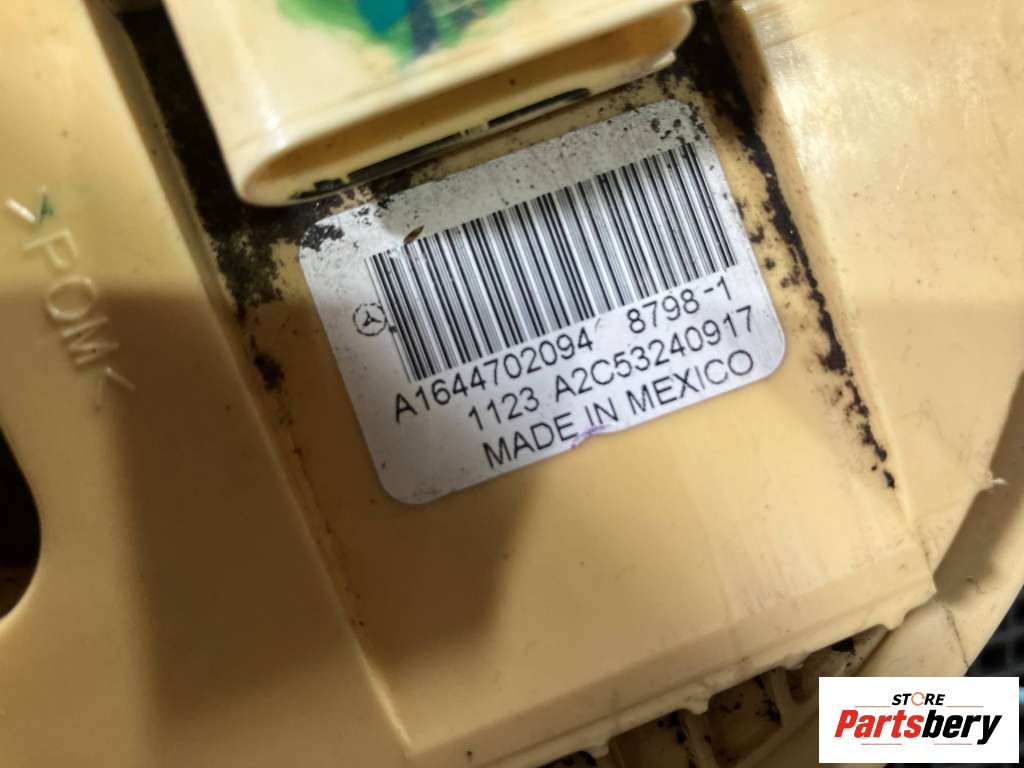 >POM<
A1644702094 8798-1
1123 A2C53240917
MADE IN MEXICO
STORE
Partsbery